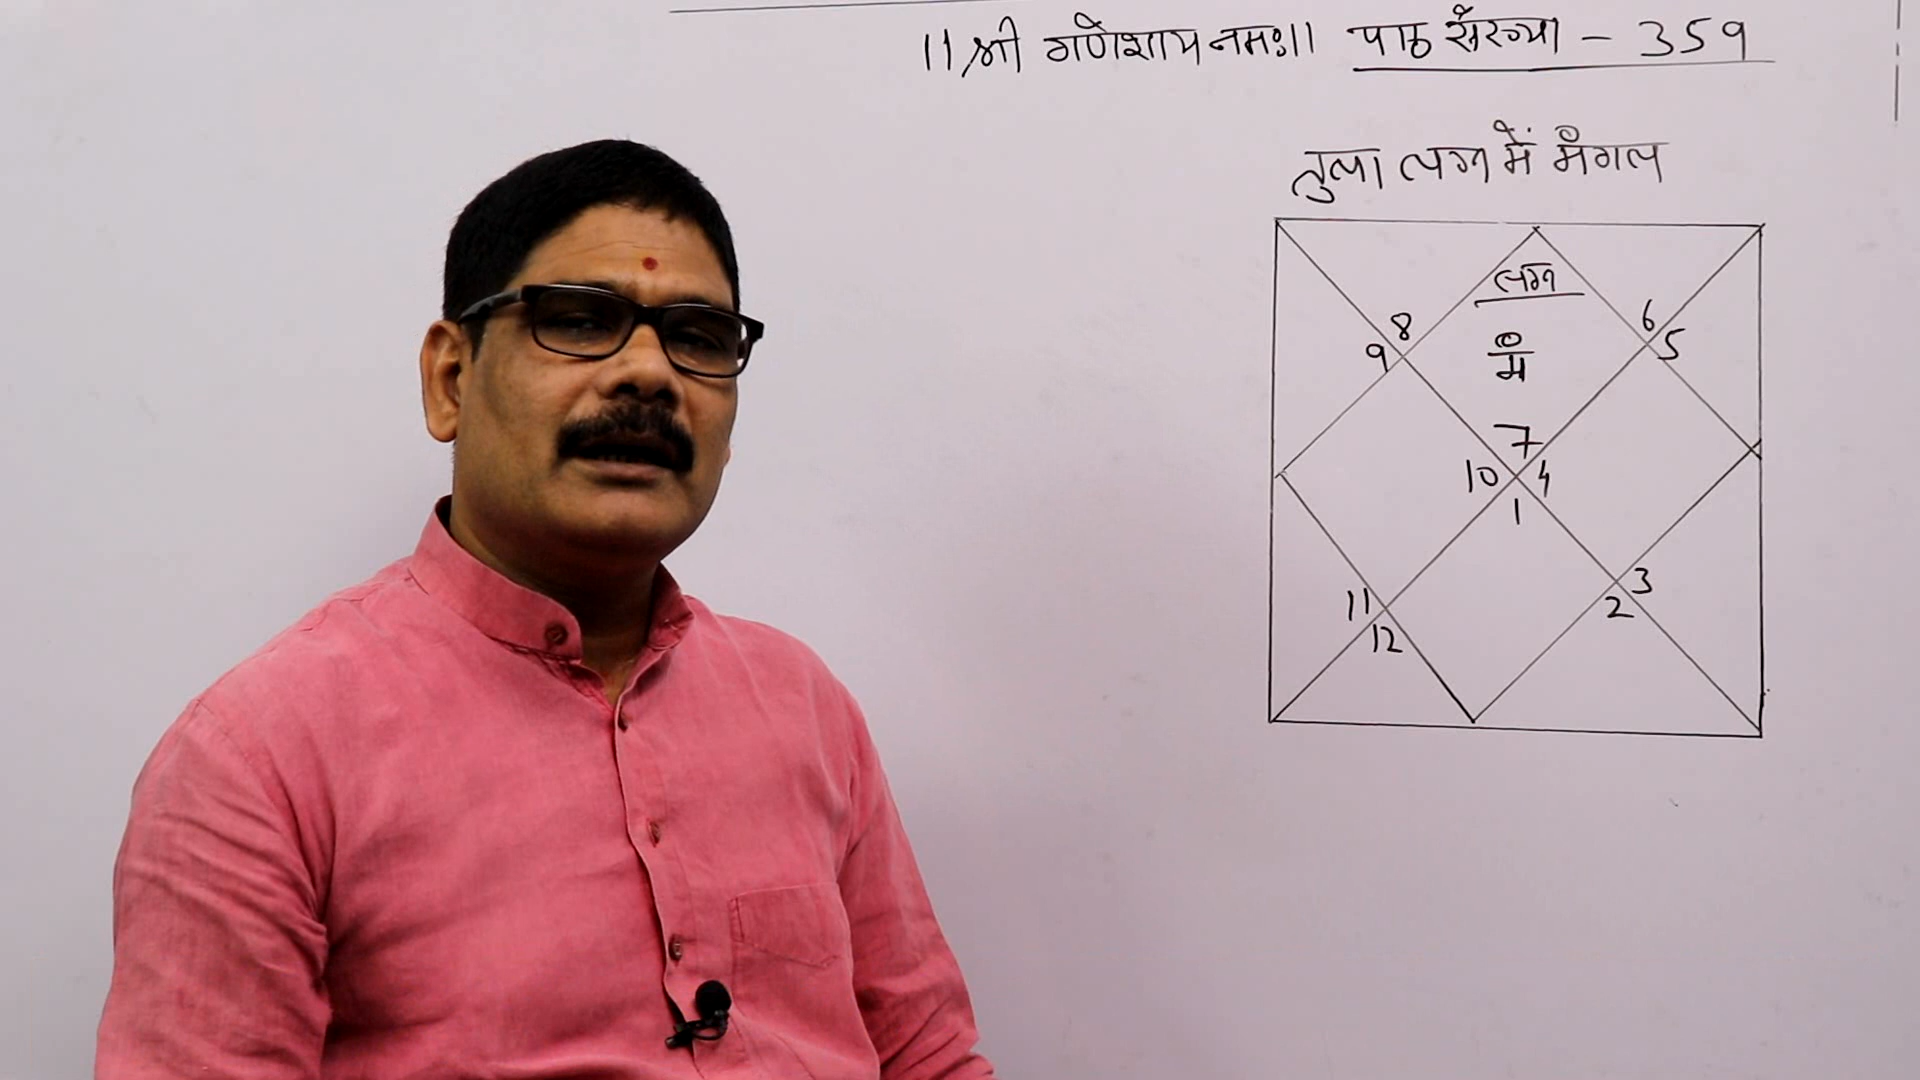 ॥ श्री गणेशाय नमः॥ पाठ संख्या - 359
तुला लग्न में मंगल
लग्न
मं
8 6
9 5
7
10 4
1
11 3
12 2